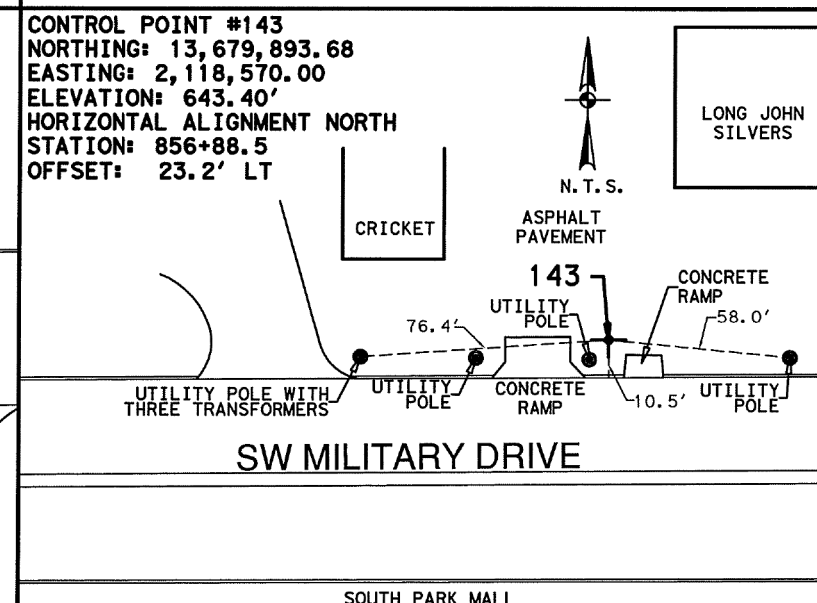 CONTROL POINT #143
NORTHING: 13,679,893.68
EASTING: 2,118,570.00
ELEVATION: 643.40'
HORIZONTAL ALIGNMENT NORTH
STATION: 856+88.5
OFFSET: 23.2' LT
LONG JOHN
SILVERS
N.T.S.
CRICKET
ASPHALT
PAVEMENT
143
CONCRETE
RAMP
UTILITY
POLE
76.4'
58.0'
UTILITY POLE WITH
THREE TRANSFORMERS
UTILITY
POLE
CONCRETE
RAMP
10.5'
UTILITY
POLE
SW MILITARY DRIVE
SOUTH PARK MALL